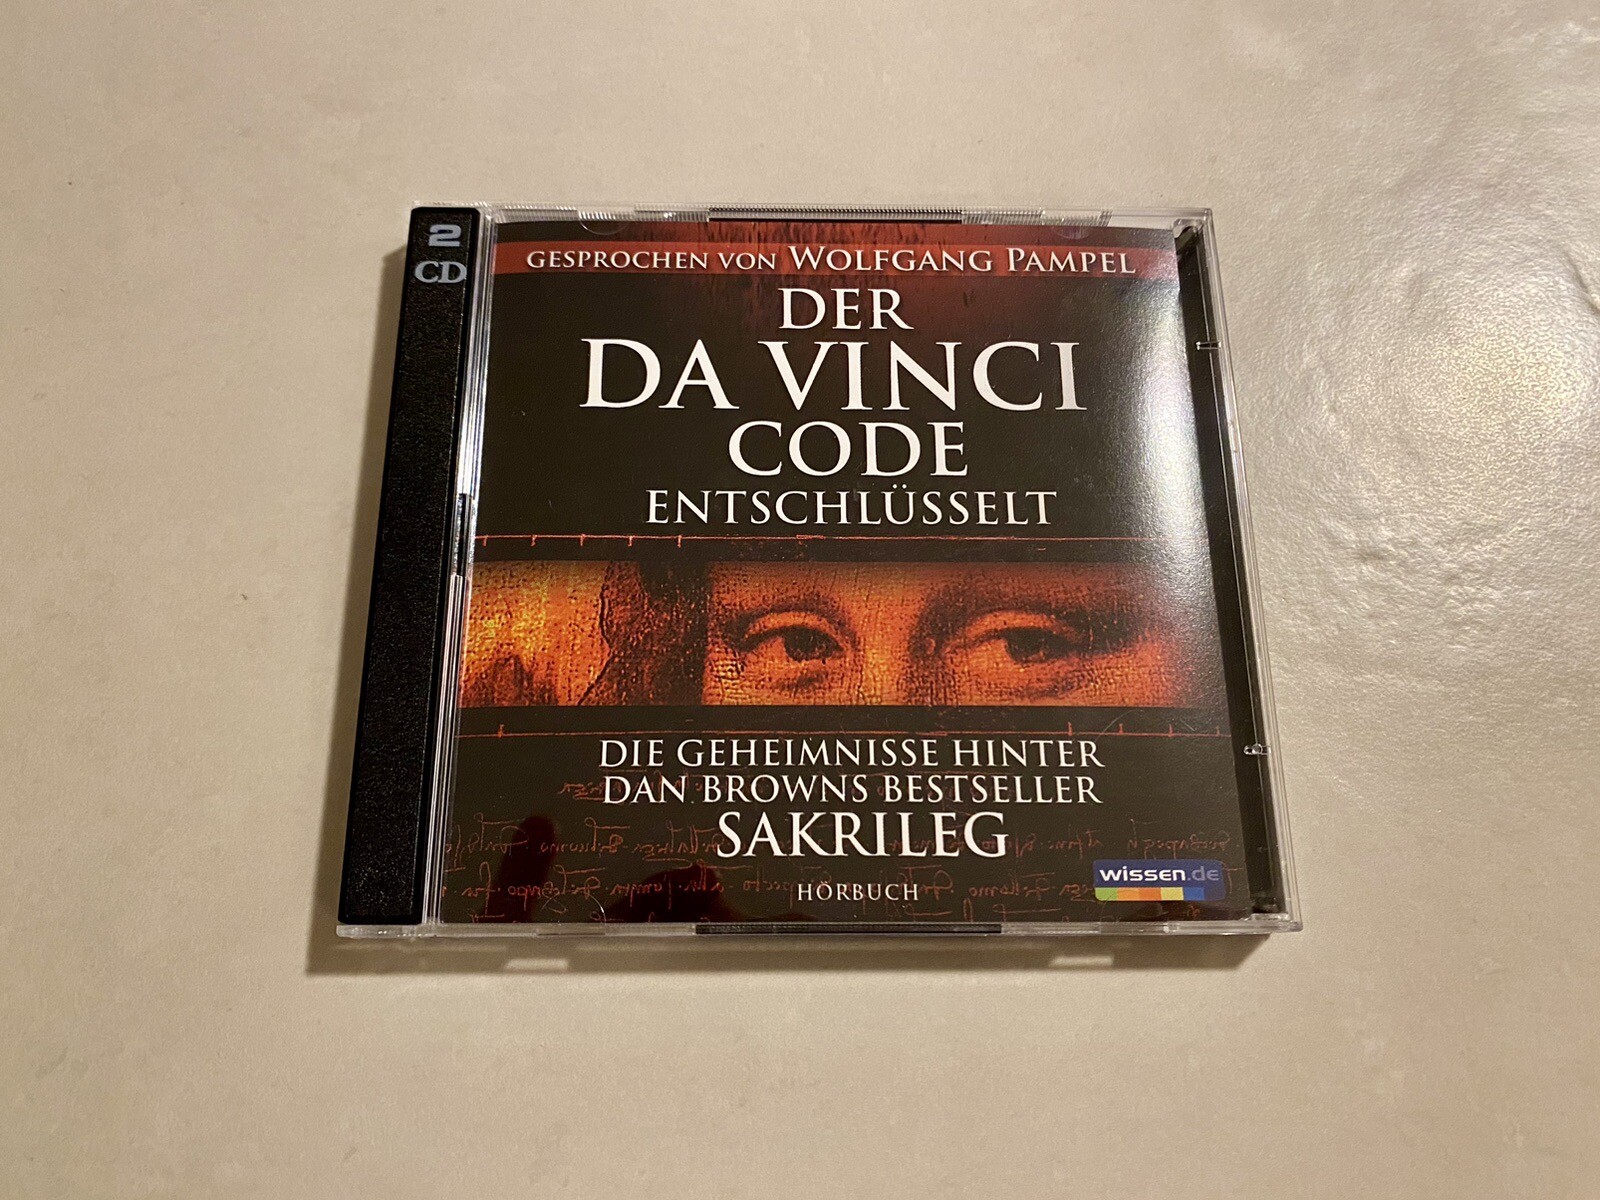 2
CD
GESPROCHEN VON WOLFGANG PAMPEL
DER
DA VINCI
CODE
ENTSCHLÜSSELT
DIE GEHEIMNISSE HINTER
DAN BROWNS BESTSELLER
SAKRILEG
HÖRBUCH
wissen.de